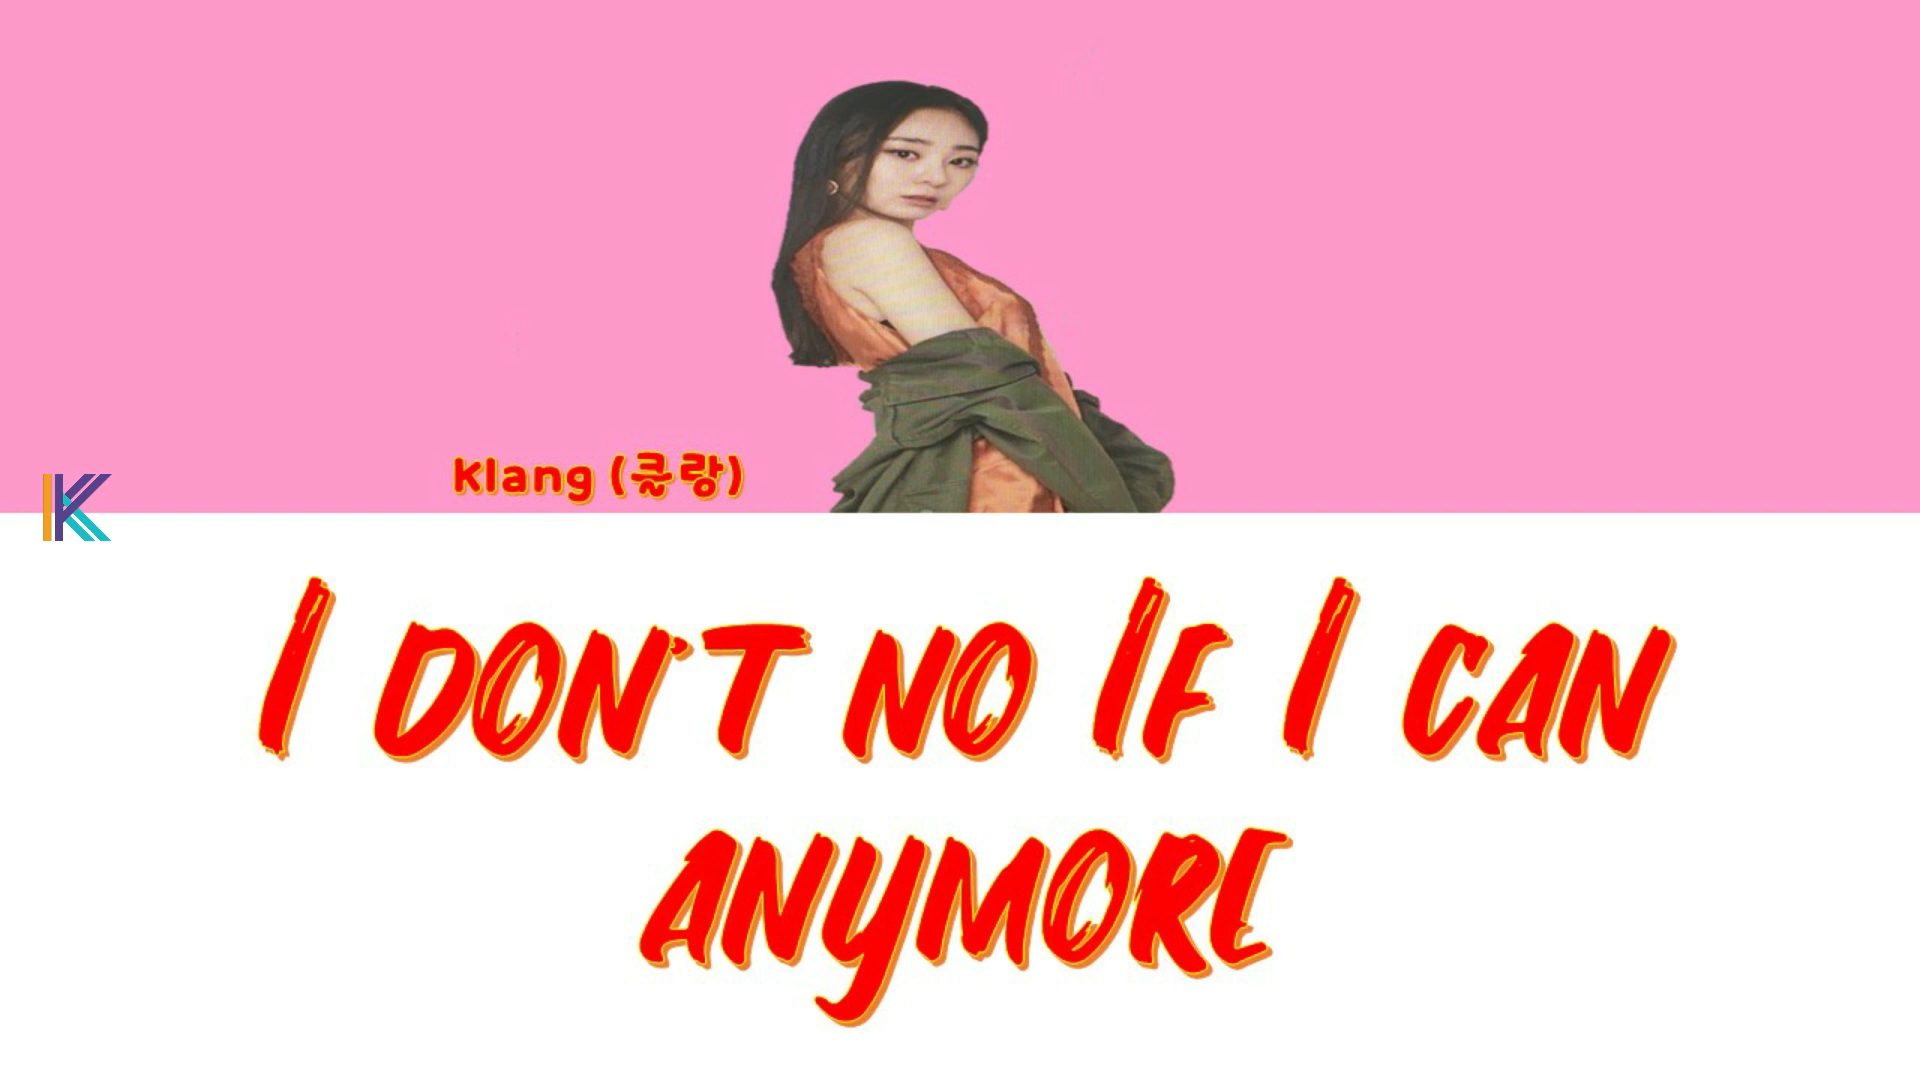 Klang (클랑)
I DON'T NO IF I CAN
ANYMORE